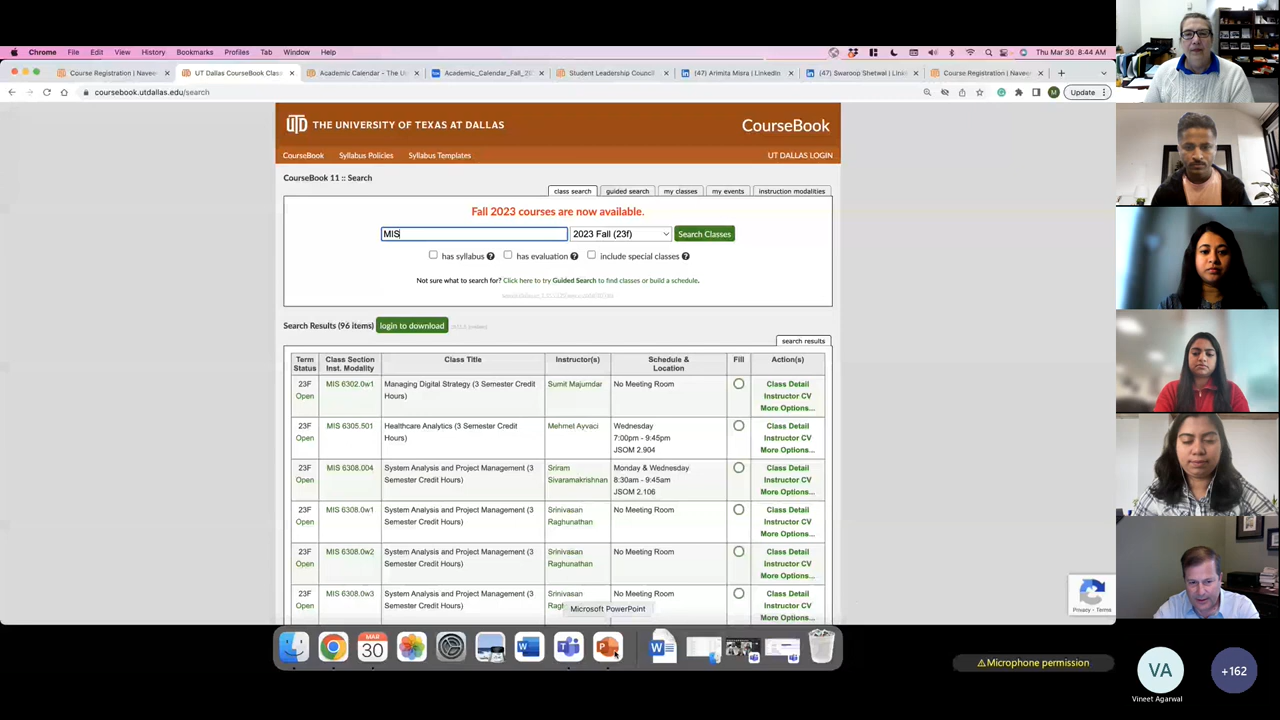 Chrome File Edit View History Bookmarks Profiles Tab Window Help Thu Mar 30 8:44 AM
Course Registration | Navee UT Dallas CourseBook Clas Academic Calendar - The U Academic_Calendar_Fall_20 Student Leadership Council (47) Arimita Misra | LinkedIn (47) Swaroop Shetwal | Linke Course Registration | Navee
coursebook.utdallas.edu/search M Update
UTD THE UNIVERSITY OF TEXAS AT DALLAS CourseBook
CourseBook Syllabus Policies Syllabus Templates UT DALLAS LOGIN
CourseBook 11 :: Search
class search guided search my classes my events instruction modalities
Fall 2023 courses are now available.
MIS 2023 Fall (23f) Search Classes
has syllabus ? has evaluation ? include special classes ?
Not sure what to search for? Click here to try Guided Search to find classes or build a schedule.
Search Results (96 items) login to download
search results
Term Status Class Section Inst. Modality Class Title Instructor(s) Schedule & Location Fill Action(s)
23F MIS 6302.0w1 Managing Digital Strategy (3 Semester Credit Sumit Majumdar No Meeting Room Class Detail
Open Hours) Instructor CV
More Options...
23F MIS 6305.501 Healthcare Analytics (3 Semester Credit Mehmet Ayvaci Wednesday Class Detail
Open Hours) 7:00pm - 9:45pm Instructor CV
JSOM 2.904 More Options...
23F MIS 6308.004 System Analysis and Project Management (3 Sriram Monday & Wednesday Class Detail
Open Semester Credit Hours) Sivaramakrishnan 8:30am - 9:45am Instructor CV
JSOM 2.106 More Options...
23F MIS 6308.0w1 System Analysis and Project Management (3 Srinivasan No Meeting Room Class Detail
Open Semester Credit Hours) Raghunathan Instructor CV
More Options...
23F MIS 6308.0w2 System Analysis and Project Management (3 Srinivasan No Meeting Room Class Detail
Open Semester Credit Hours) Raghunathan Instructor CV
More Options...
23F MIS 6308.0w3 System Analysis and Project Management (3 Srinivasan No Meeting Room Class Detail
Open Semester Credit Hours) Instructor CV
Microsoft PowerPoint More Options...
Privacy - Terms
MAR
30
⚠Microphone permission
VA
Vineet Agarwal
+162